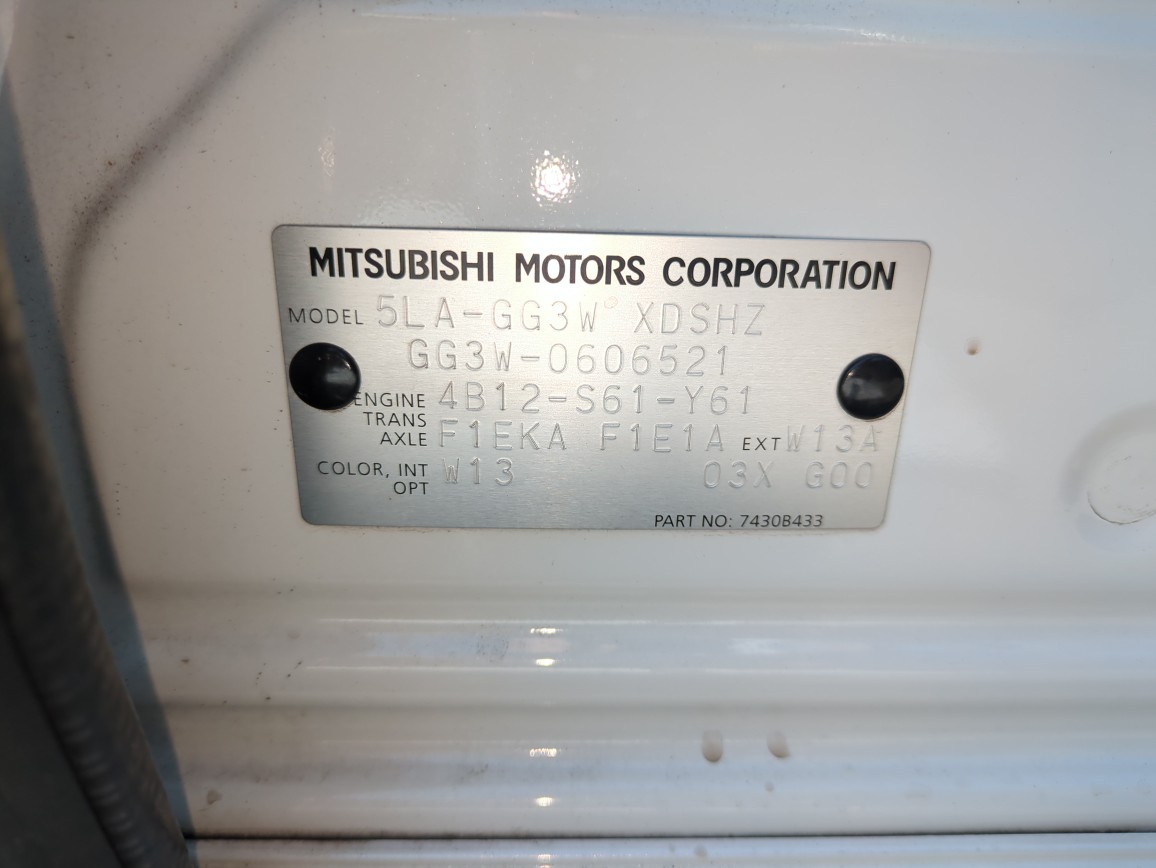 MITSUBISHI MOTORS CORPORATION
MODEL 5LA-GG3W XDSHZ
GG3W-0606521
ENGINE 4B12-S61-Y61
TRANS
AXLE F1EKA F1E1A EXT W13A
COLOR, INT W13 03X G00
OPT
PART NO: 7430B433